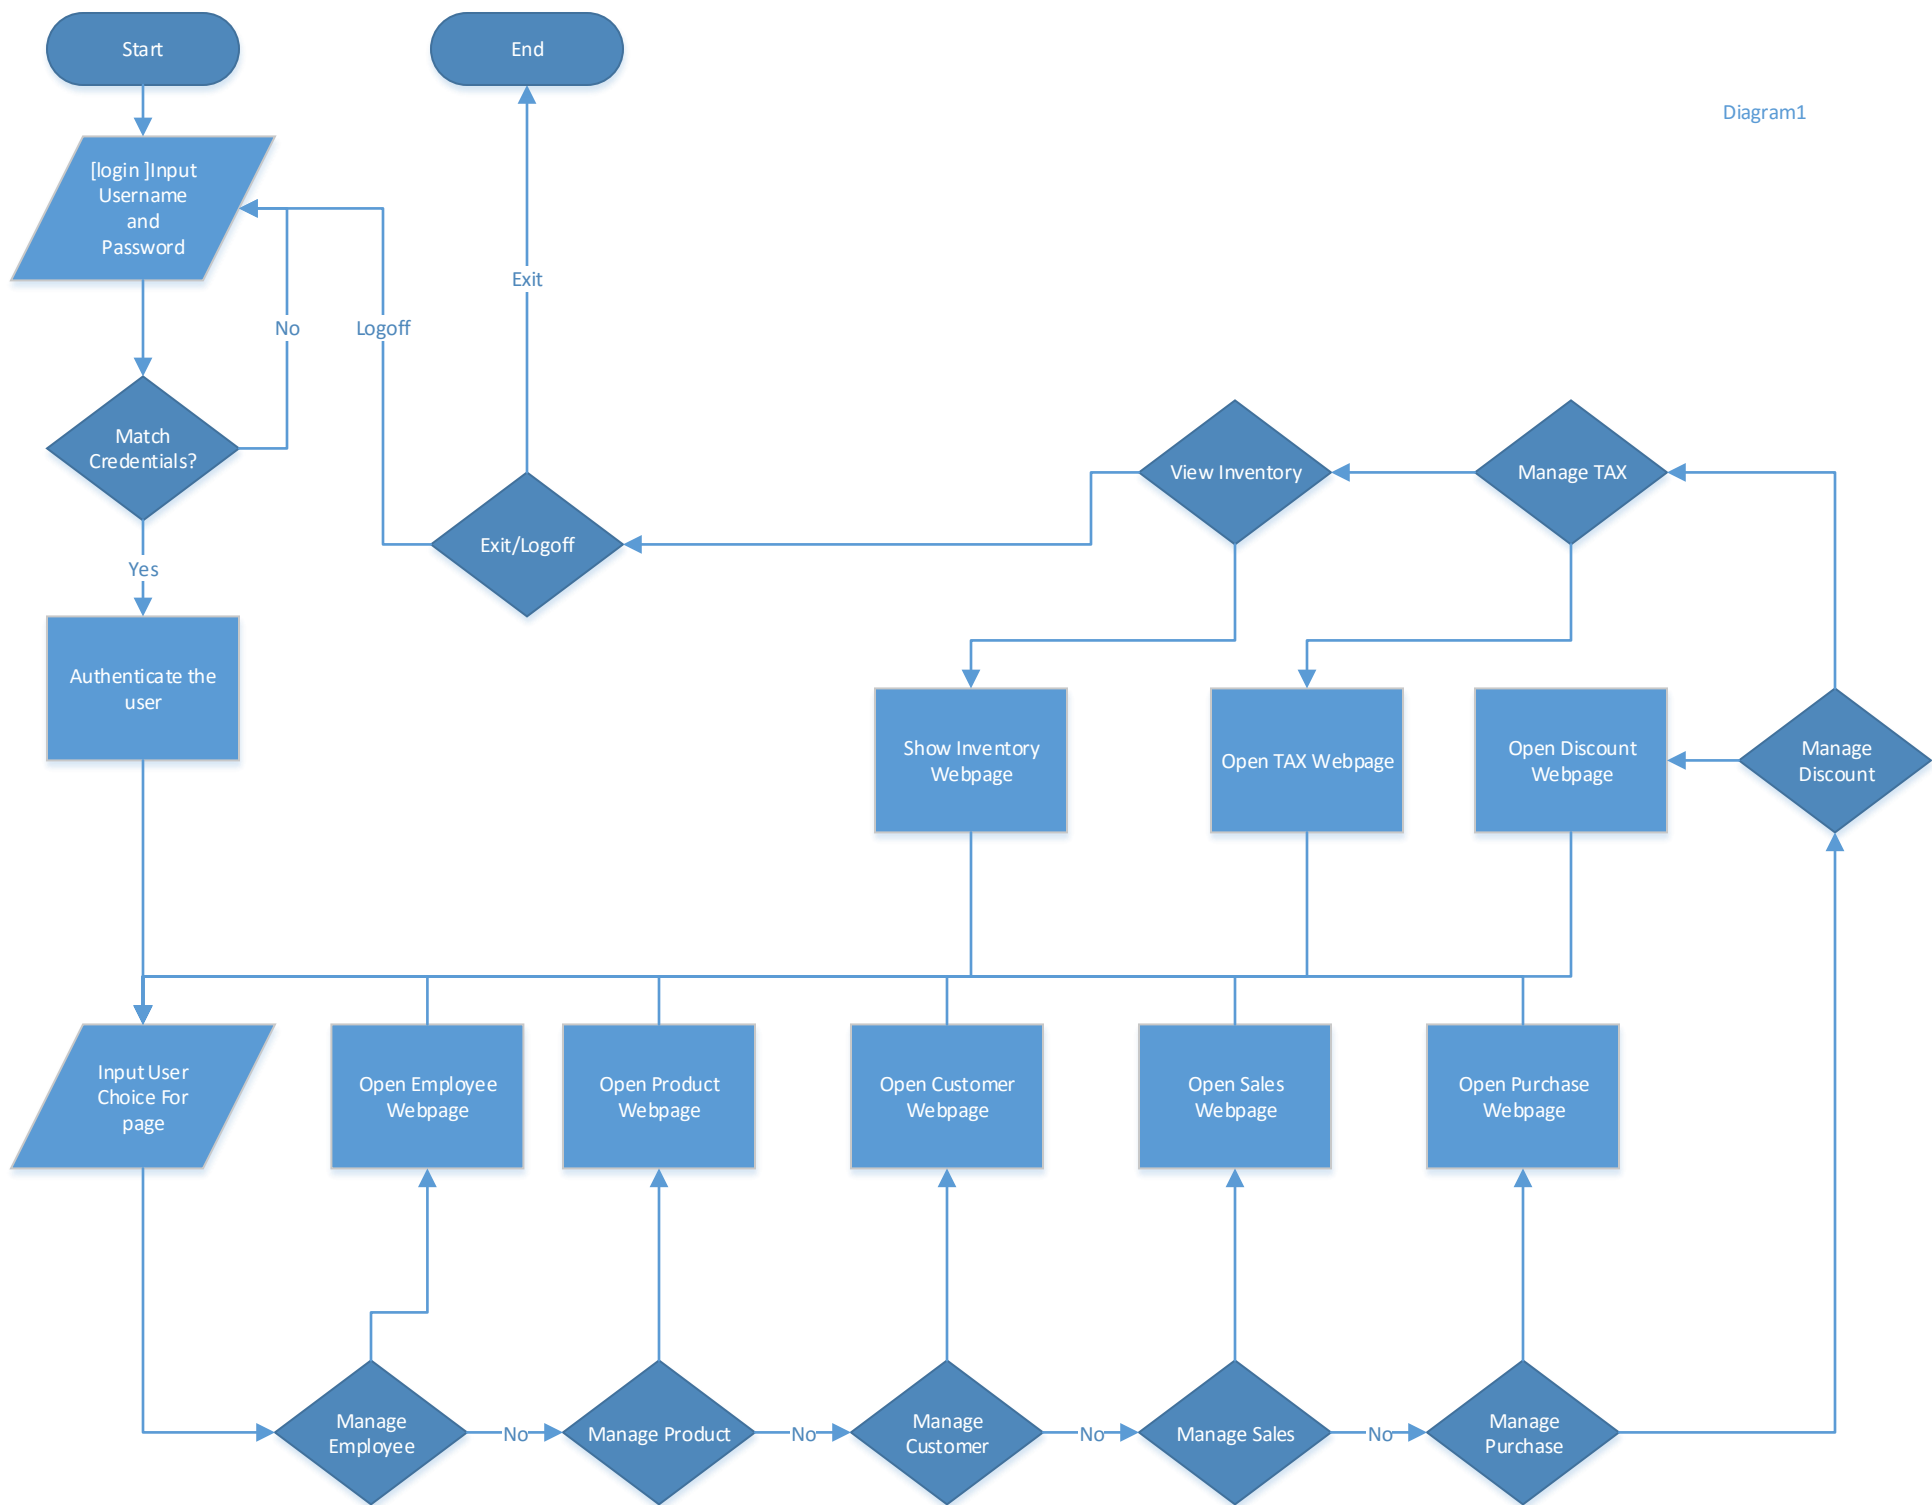 Start
End
Diagram1
[login ]Input
Username
and
Password
Exit
No
Logoff
Match
Credentials?
View Inventory
Manage TAX
Exit/Logoff
Yes
Authenticate the
user
Show Inventory
Webpage
Open TAX Webpage
Open Discount
Webpage
Manage
Discount
Input User
Choice For
page
Open Employee
Webpage
Open Product
Webpage
Open Customer
Webpage
Open Sales
Webpage
Open Purchase
Webpage
Manage
Employee
No
Manage Product
No
Manage
Customer
No
Manage Sales
No
Manage
Purchase